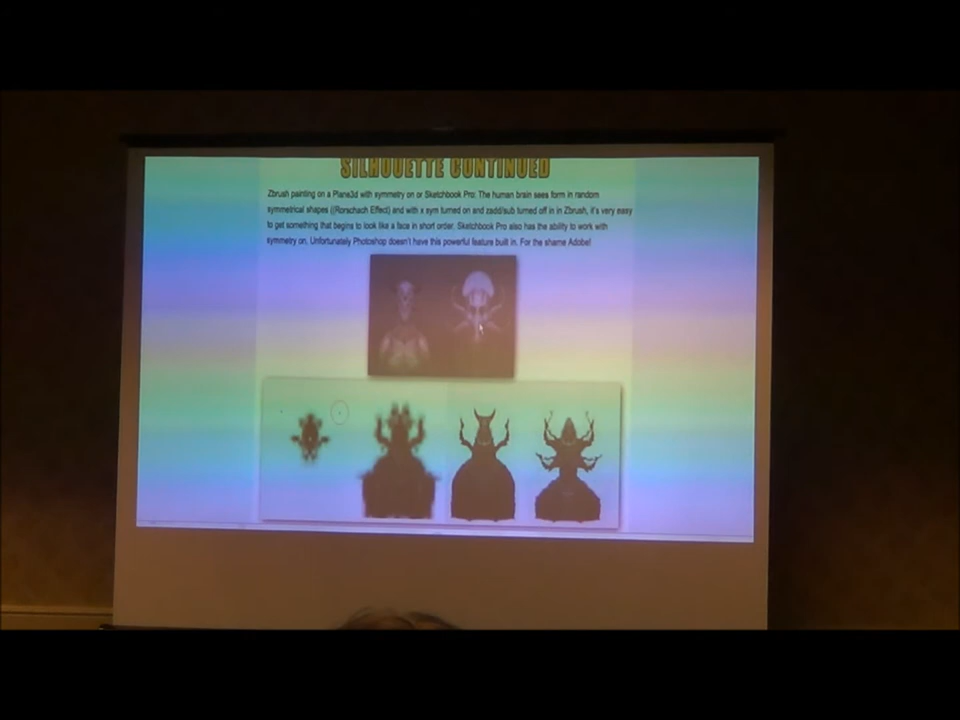 SILHOUETTE CONTINUED
Zbrush painting on a Plane3d with symmetry on or Sketchbook Pro: The human brain sees form in random
symmetrical shapes ((Rorschach Effect) and with x sym turned on and zadd/sub turned off in in Zbrush, it's very easy
to get something that begins to look like a face in short order. Sketchbook Pro also has the ability to work with
symmetry on. Unfortunately Photoshop doesn't have this powerful feature built in. For the shame Adobe!